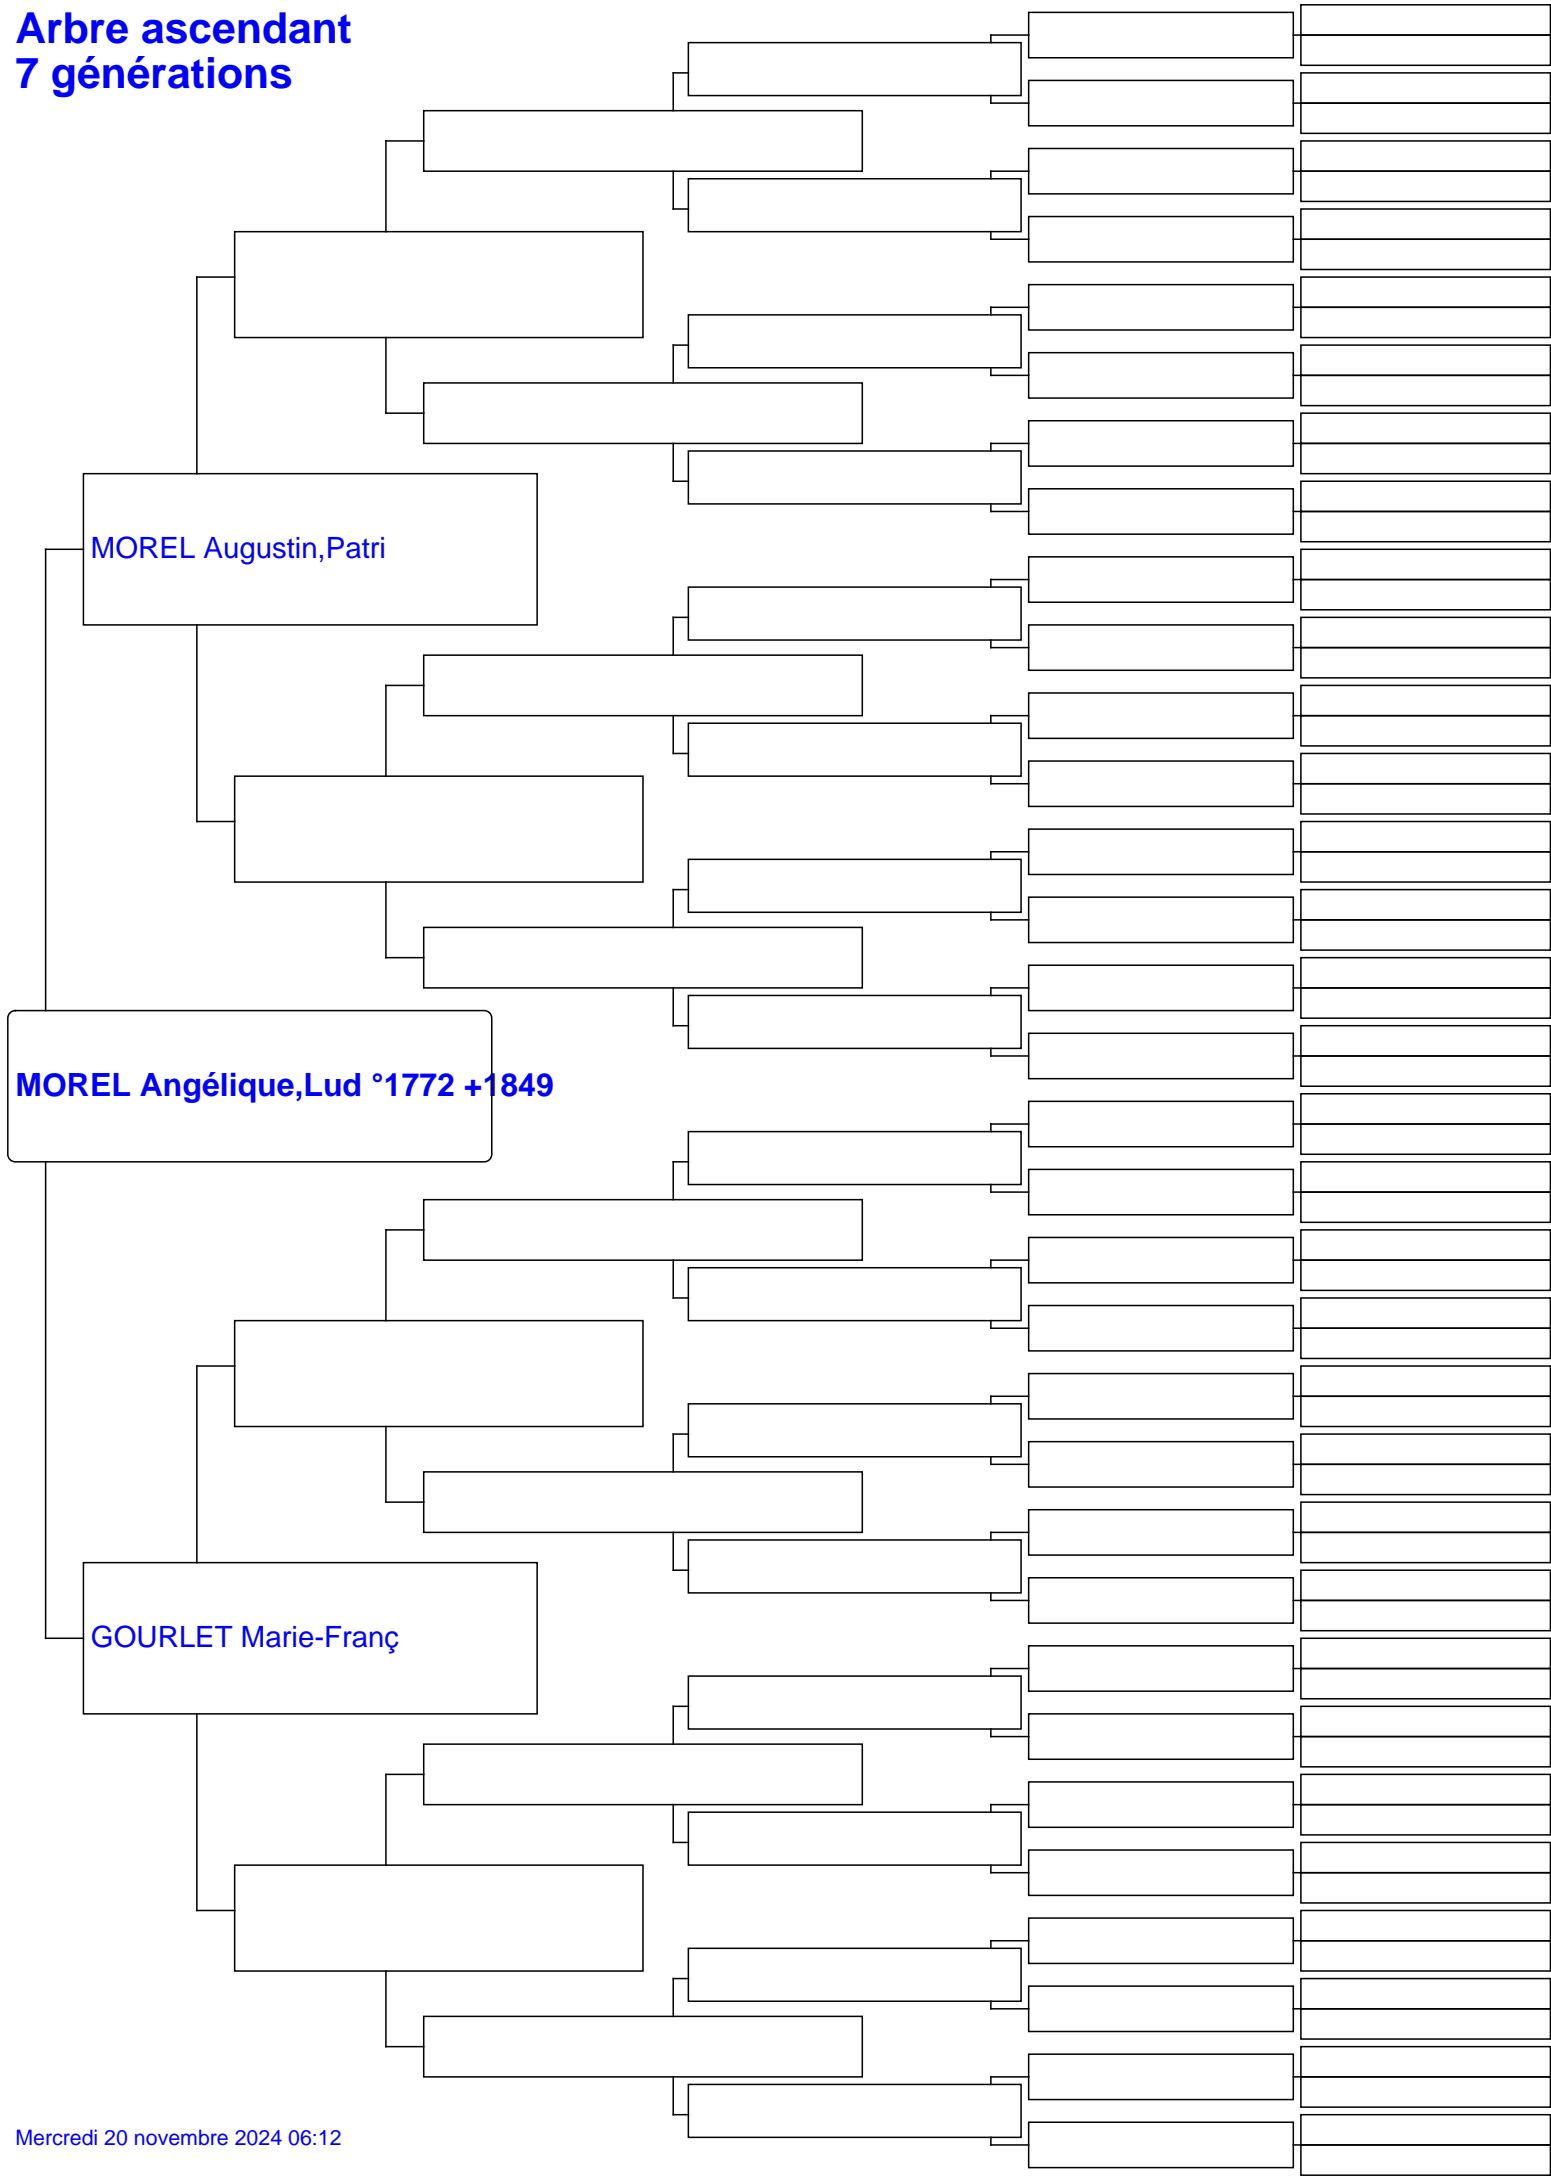 Arbre ascendant
7 générations
MOREL Augustin,Patri
MOREL Angélique,Lud °1772 +1849
GOURLET Marie-Franç
Mercredi 20 novembre 2024 06:12